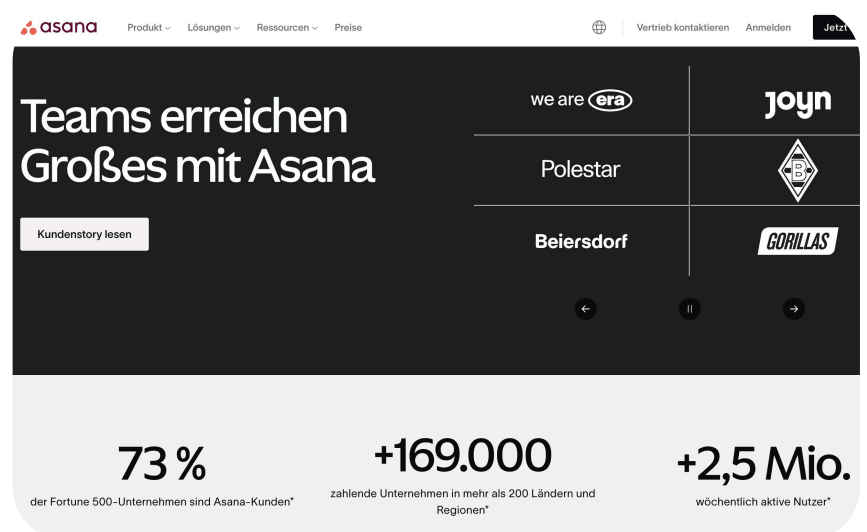 asana
Produkt
Lösungen
Ressourcen
Preise
Vertrieb kontaktieren
Anmelden
Jetzt
Teams erreichen
Großes mit Asana
Kundenstory lesen
we are era
JOYN
Polestar
B
Beiersdorf
GORILLAS
73 %
der Fortune 500-Unternehmen sind Asana-Kunden*
+169.000
zahlende Unternehmen in mehr als 200 Ländern und
Regionen*
+2,5 Mio.
wöchentlich aktive Nutzer*